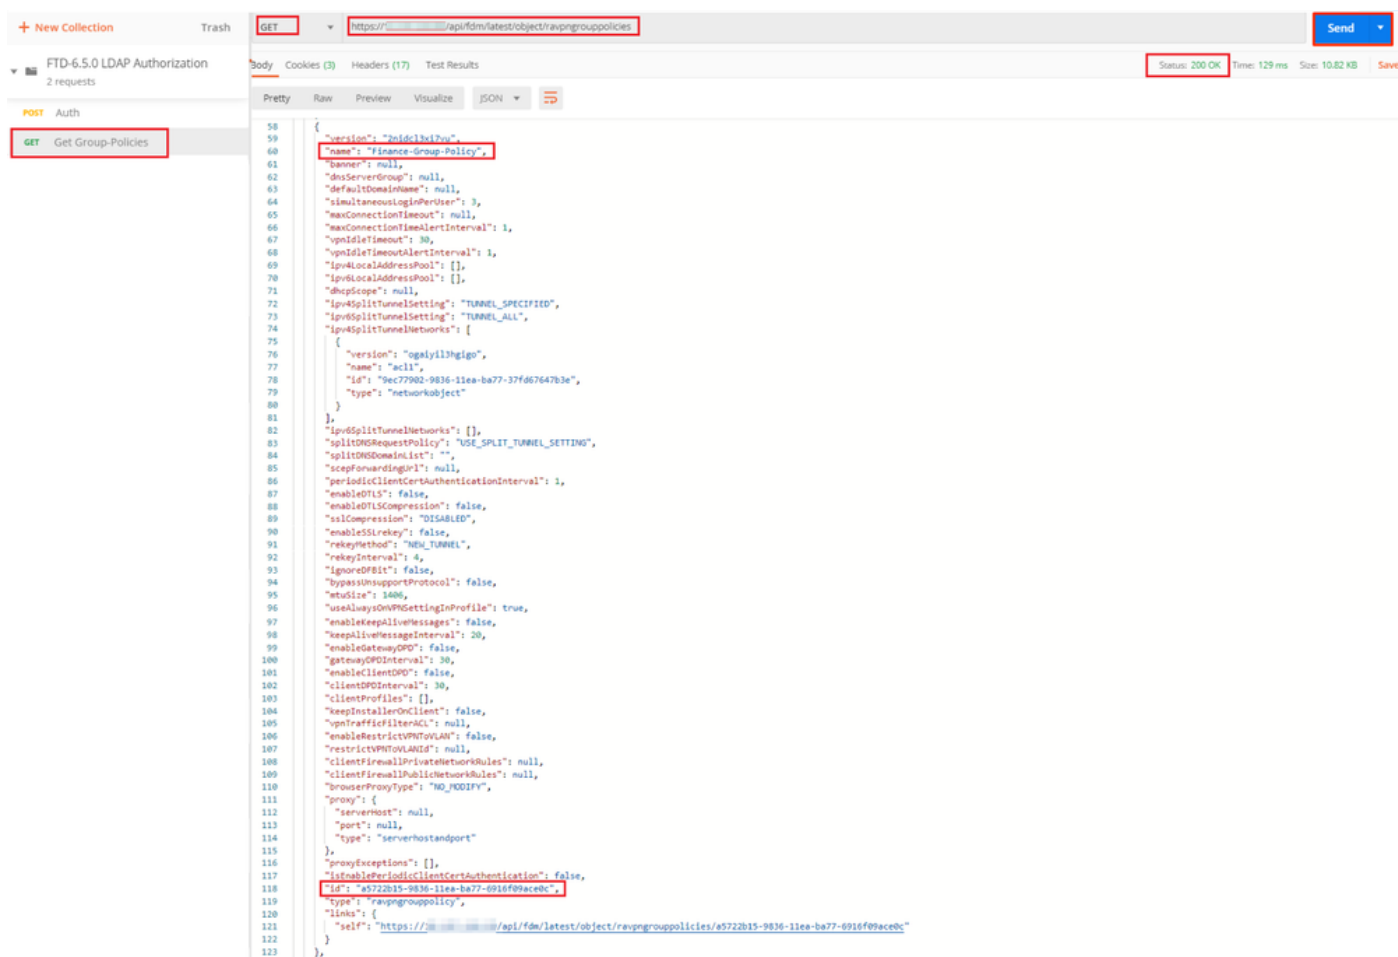 + New Collection
Trash
FTD-6.5.0 LDAP Authorization
2 requests
POST Auth
GET Get Group-Policies
GET
https:// /api/fdm/latest/object/ravpngrouppolicies
Send
Body Cookies (3) Headers (17) Test Results
Status: 200 OK Time: 129 ms Size: 10.82 KB Save
Pretty Raw Preview Visualize JSON
58 {
59 "version": "2nidcl3xi7vu",
60 "name": "Finance-Group-Policy",
61 "banner": null,
62 "dnsServerGroup": null,
63 "defaultDomainName": null,
64 "simultaneousLoginPerUser": 3,
65 "maxConnectionTimeout": null,
66 "maxConnectionTimeAlertInterval": 1,
67 "vpnIdleTimeout": 30,
68 "vpnIdleTimeoutAlertInterval": 1,
69 "ipv4LocalAddressPool": [],
70 "ipv6LocalAddressPool": [],
71 "dhcpScope": null,
72 "ipv4SplitTunnelSetting": "TUNNEL_SPECIFIED",
73 "ipv6SplitTunnelSetting": "TUNNEL_ALL",
74 "ipv4SplitTunnelNetworks": [
75 {
76 "version": "ogaiyil3hgigo",
77 "name": "acl1",
78 "id": "9ec77902-9836-11ea-ba77-37fd67647b3e",
79 "type": "networkobject"
80 }
81 ],
82 "ipv6SplitTunnelNetworks": [],
83 "splitDNSRequestPolicy": "USE_SPLIT_TUNNEL_SETTING",
84 "splitDNSDomainList": "",
85 "scepForwardingUrl": null,
86 "periodicClientCertAuthenticationInterval": 1,
87 "enableDTLS": false,
88 "enableDTLSCompression": false,
89 "sslCompression": "DISABLED",
90 "enableSSLrekey": false,
91 "rekeyMethod": "NEW_TUNNEL",
92 "rekeyInterval": 4,
93 "ignoreDFBit": false,
94 "bypassUnsupportProtocol": false,
95 "mtuSize": 1406,
96 "useAlwaysOnVPNSettingInProfile": true,
97 "enableKeepAliveMessages": false,
98 "keepAliveMessageInterval": 20,
99 "enableGatewayDPD": false,
100 "gatewayDPDInterval": 30,
101 "enableClientDPD": false,
102 "clientDPDInterval": 30,
103 "clientProfiles": [],
104 "keepInstallerOnClient": false,
105 "vpnTrafficFilterACL": null,
106 "enableRestrictVPNToVLAN": false,
107 "restrictVPNToVLANId": null,
108 "clientFirewallPrivateNetworkRules": null,
109 "clientFirewallPublicNetworkRules": null,
110 "browserProxyType": "NO_MODIFY",
111 "proxy": {
112 "serverHost": null,
113 "port": null,
114 "type": "serverhostandport"
115 },
116 "proxyExceptions": [],
117 "isEnablePeriodicClientCertAuthentication": false,
118 "id": "a5722b15-9836-11ea-ba77-6916f09ace0c",
119 "type": "ravpngrouppolicy",
120 "links": {
121 "self": "https:// /api/fdm/latest/object/ravpngrouppolicies/a5722b15-9836-11ea-ba77-6916f09ace0c"
122 }
123 },